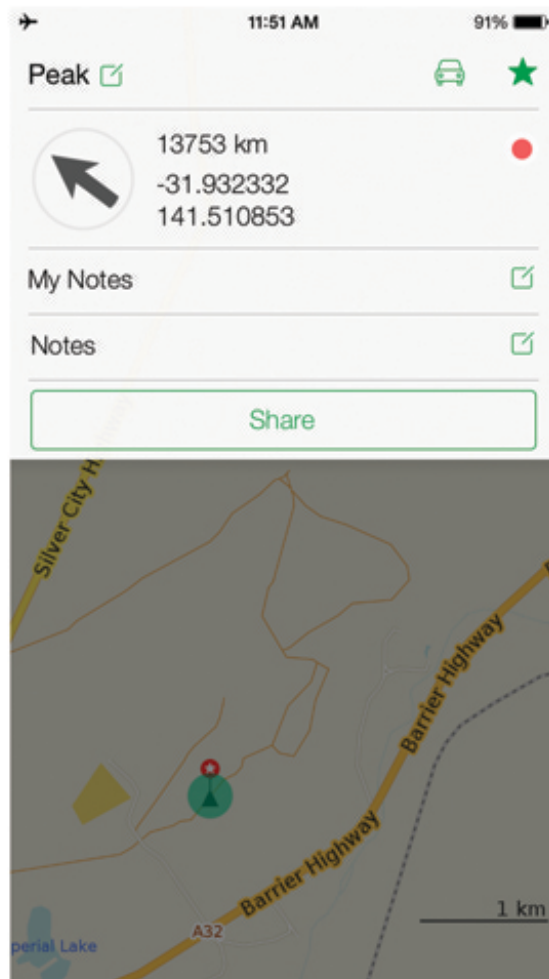 11:51 AM
91%
Peak
13753 km
-31.932332
141.510853
My Notes
Notes
Share
Silver City H
Barrier Highway
Barrier Highway
1 km
A32
perial Lake